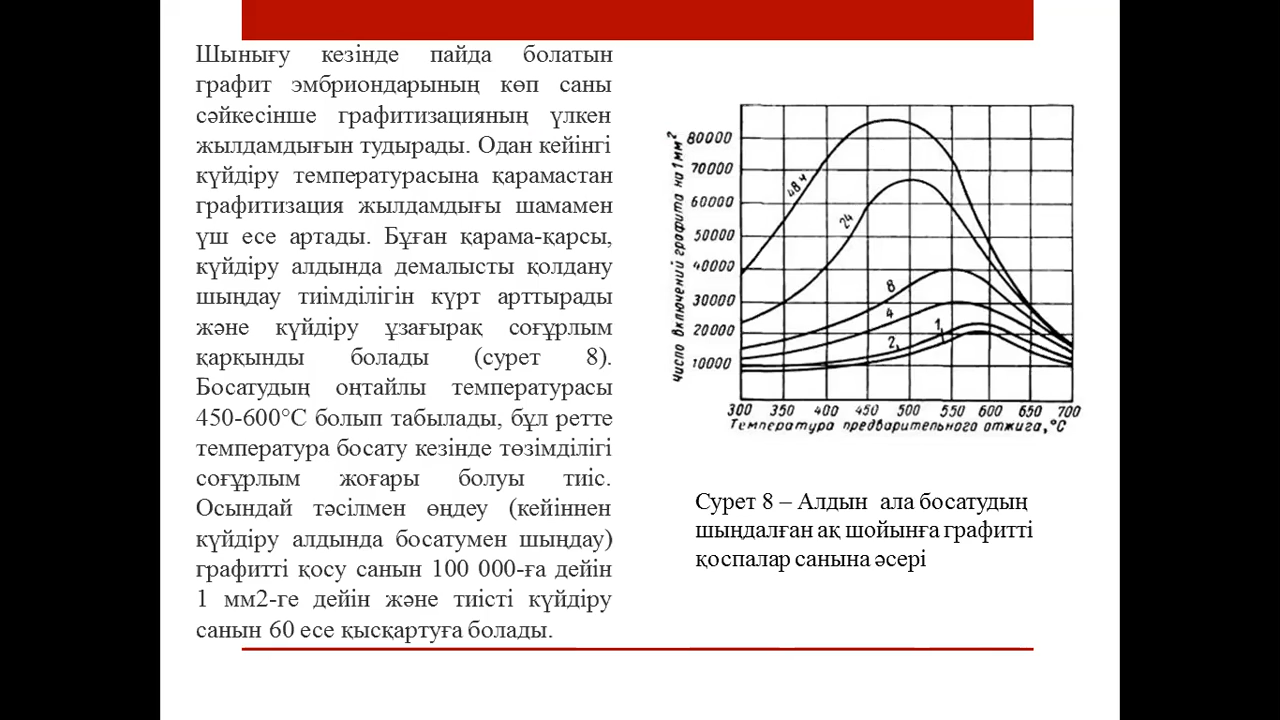 Шынығу кезінде пайда болатын
графит эмбриондарының көп саны
сәйкесінше графитизацияның үлкен
жылдамдығын тудырады. Одан кейінгі
күйдіру температурасына қарамастан
графитизация жылдамдығы шамамен
үш есе артады. Бұған қарама-қарсы,
күйдіру алдында демалысты қолдану
шыңдау тиімділігін күрт арттырады
және күйдіру ұзағырақ соғұрлым
қарқынды болады (сурет 8).
Босатудың оңтайлы температурасы
450-600°С болып табылады, бұл ретте
температура босату кезінде төзімділігі
соғұрлым жоғары болуы тиіс.
Осындай тәсілмен өңдеу (кейіннен
күйдіру алдында босатумен шыңдау)
графитті қосу санын 100 000-ға дейін
1 мм2-ге дейін және тиісті күйдіру
санын 60 есе қысқартуға болады.
Число включений графита на 1 мм²
80000
70000
60000
50000
40000
30000
20000
10000
48 ч
24
8
4
1
2
300 350 400 450 500 550 600 650 700
Температура предварительного отжига, °С
Сурет 8 – Алдын ала босатудың
шыңдалған ақ шойынға графитті
қоспалар санына әсері